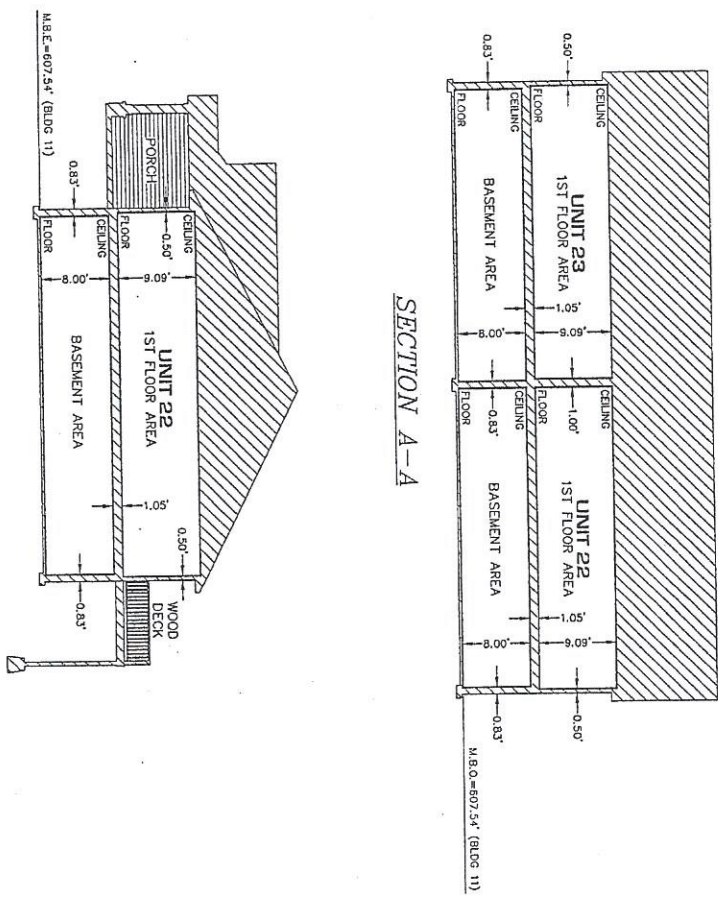 0.50'
0.83'
CEILING
UNIT 23
1ST FLOOR AREA
FLOOR
1.05'
9.09'
CEILING
BASEMENT AREA
FLOOR
8.00'
1.00'
0.83'
CEILING
UNIT 22
1ST FLOOR AREA
FLOOR
1.05'
9.09'
CEILING
BASEMENT AREA
FLOOR
8.00'
0.50'
0.83'
M.B.O.=607.54' (BLDG 11)
SECTION A-A
M.B.E.=607.54' (BLDG 11)
PORCH
0.83'
0.50'
CEILING
UNIT 22
1ST FLOOR AREA
FLOOR
9.09'
1.05'
CEILING
BASEMENT AREA
FLOOR
8.00'
0.50'
0.83'
WOOD
DECK